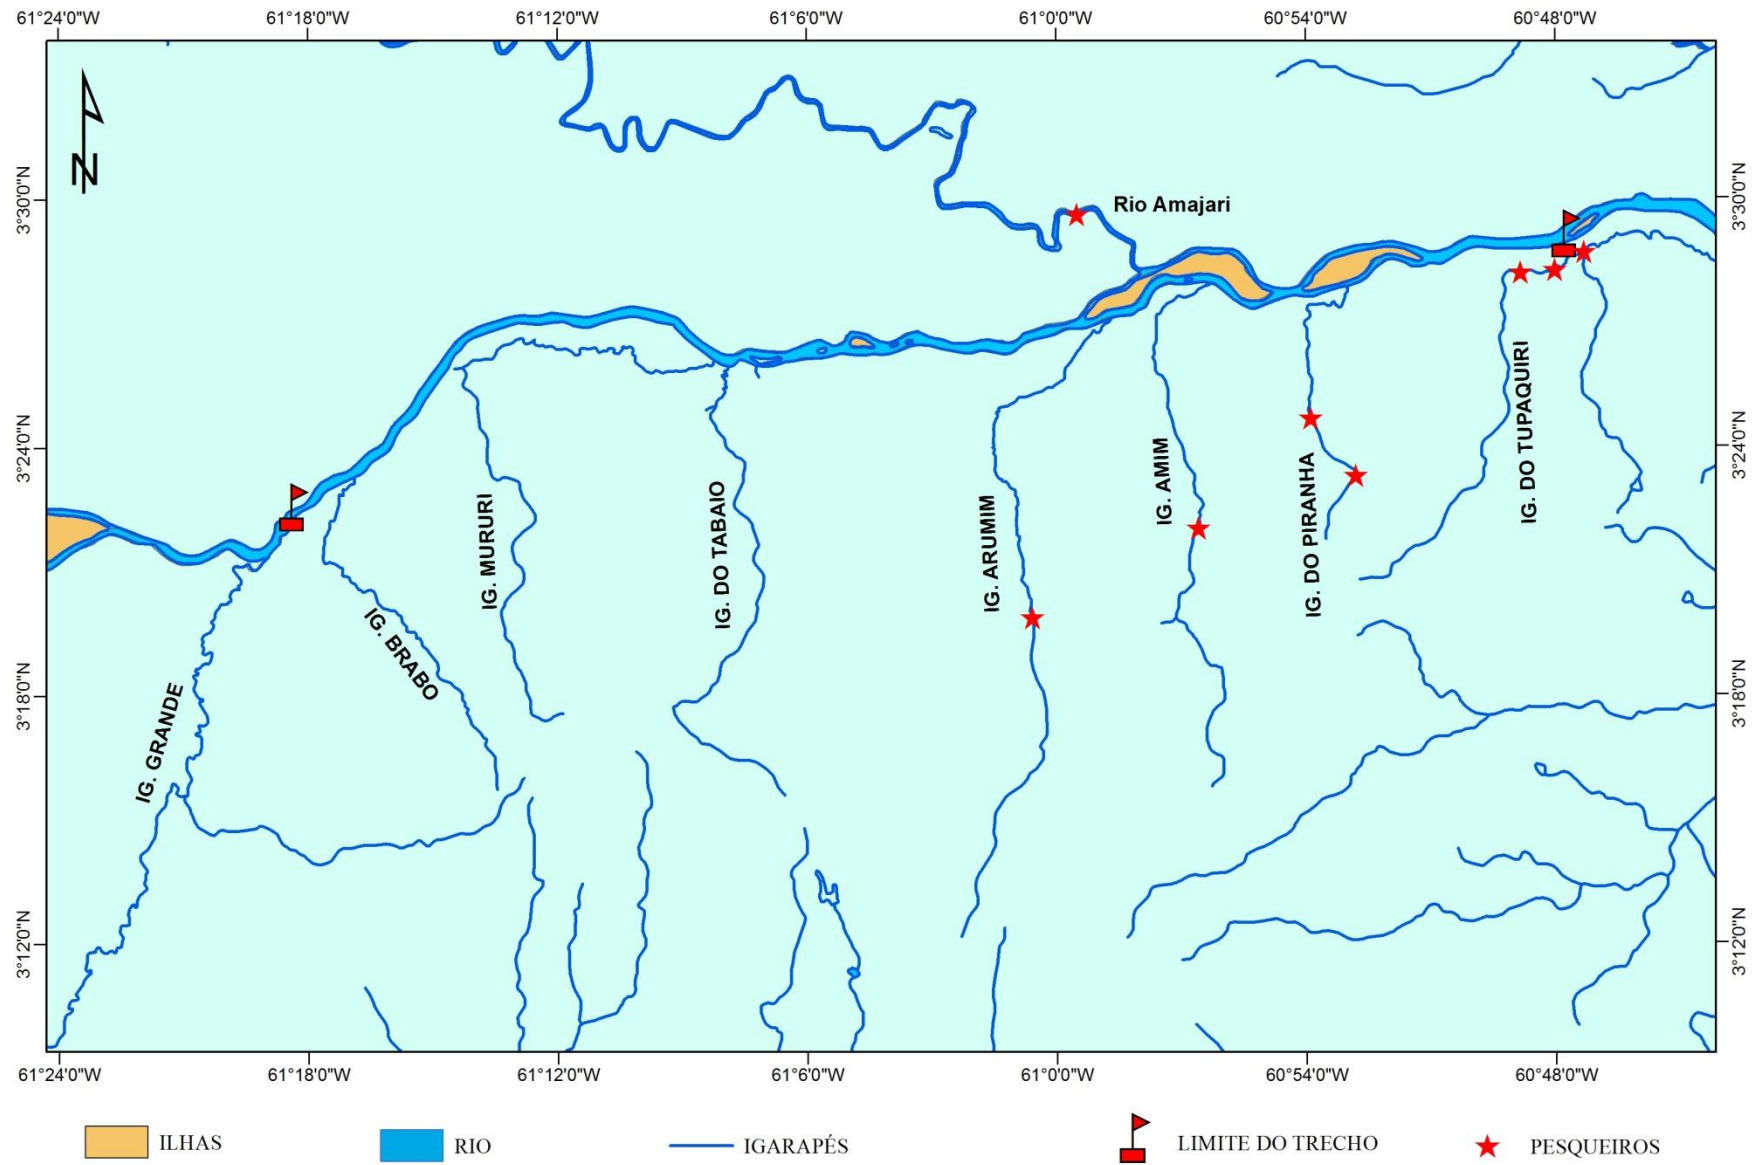 61°24'0"W 61°18'0"W 61°12'0"W 61°6'0"W 61°0'0"W 60°54'0"W 60°48'0"W
N
3°30'0"N
3°24'0"N
3°18'0"N
3°12'0"N
Rio Amajari
IG. GRANDE
IG. BRABO
IG. MURURI
IG. DO TABAIO
IG. ARUMIM
IG. AMIM
IG. DO PIRANHA
IG. DO TUPAQUIRI
3°30'0"N
3°24'0"N
3°18'0"N
3°12'0"N
61°24'0"W 61°18'0"W 61°12'0"W 61°6'0"W 61°0'0"W 60°54'0"W 60°48'0"W
ILHAS RIO IGARAPÉS LIMITE DO TRECHO PESQUEIROS